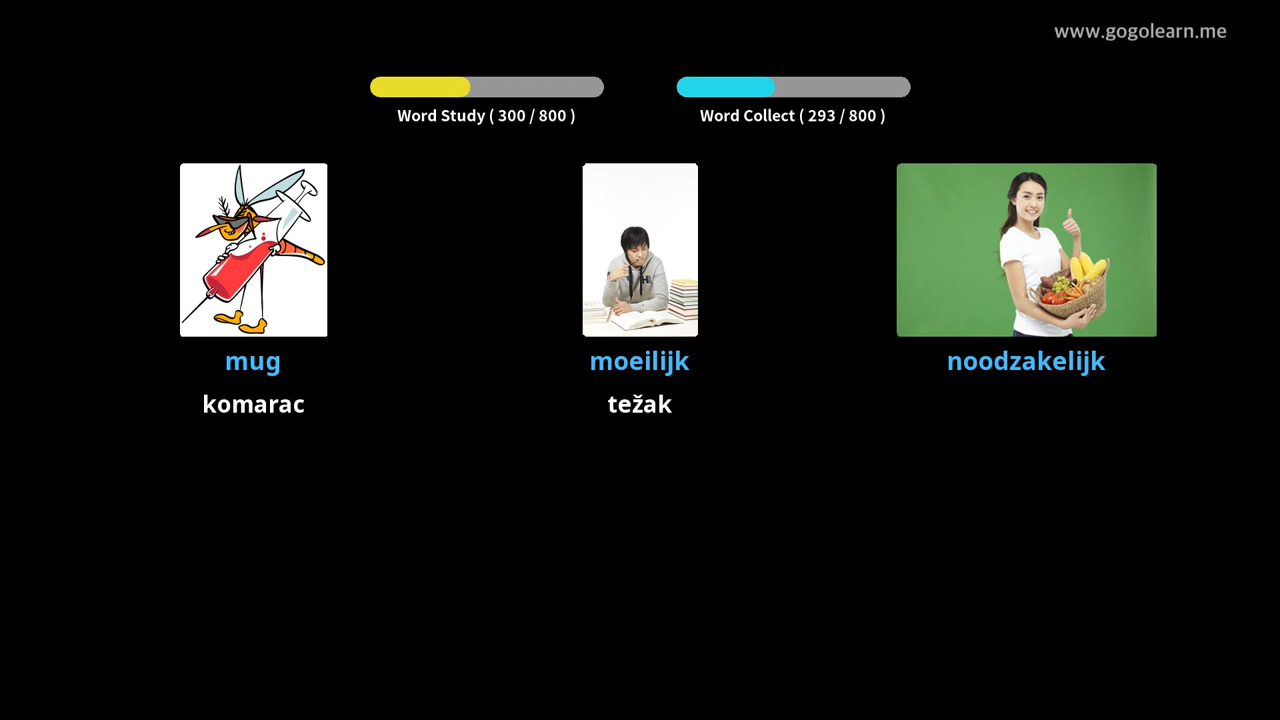 www.gogolearn.me
Word Study ( 300 / 800 )
Word Collect ( 293 / 800 )
mug
moeilijk
noodzakelijk
komarac
težak